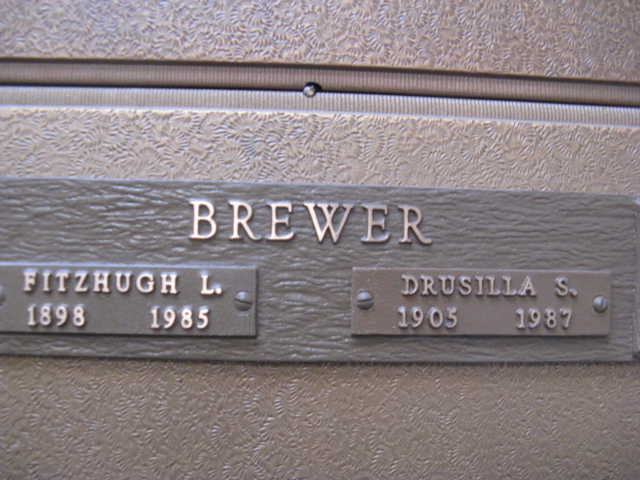 BREWER
FITZHUGH L.
1898 1985
DRUSILLA S.
1905 1987